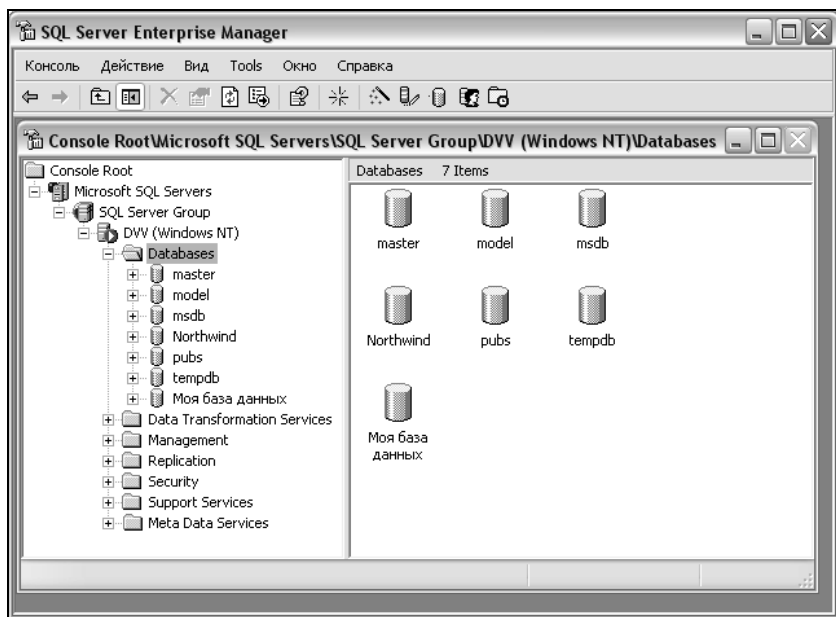 SQL Server Enterprise Manager
Консоль Действие Вид Tools Окно Справка
Console Root\Microsoft SQL Servers\SQL Server Group\DVV (Windows NT)\Databases
Console Root
Microsoft SQL Servers
SQL Server Group
DVV (Windows NT)
Databases
master
model
msdb
Northwind
pubs
tempdb
Моя база данных
Data Transformation Services
Management
Replication
Security
Support Services
Meta Data Services
Databases 7 Items
master model msdb
Northwind pubs tempdb
Моя база
данных